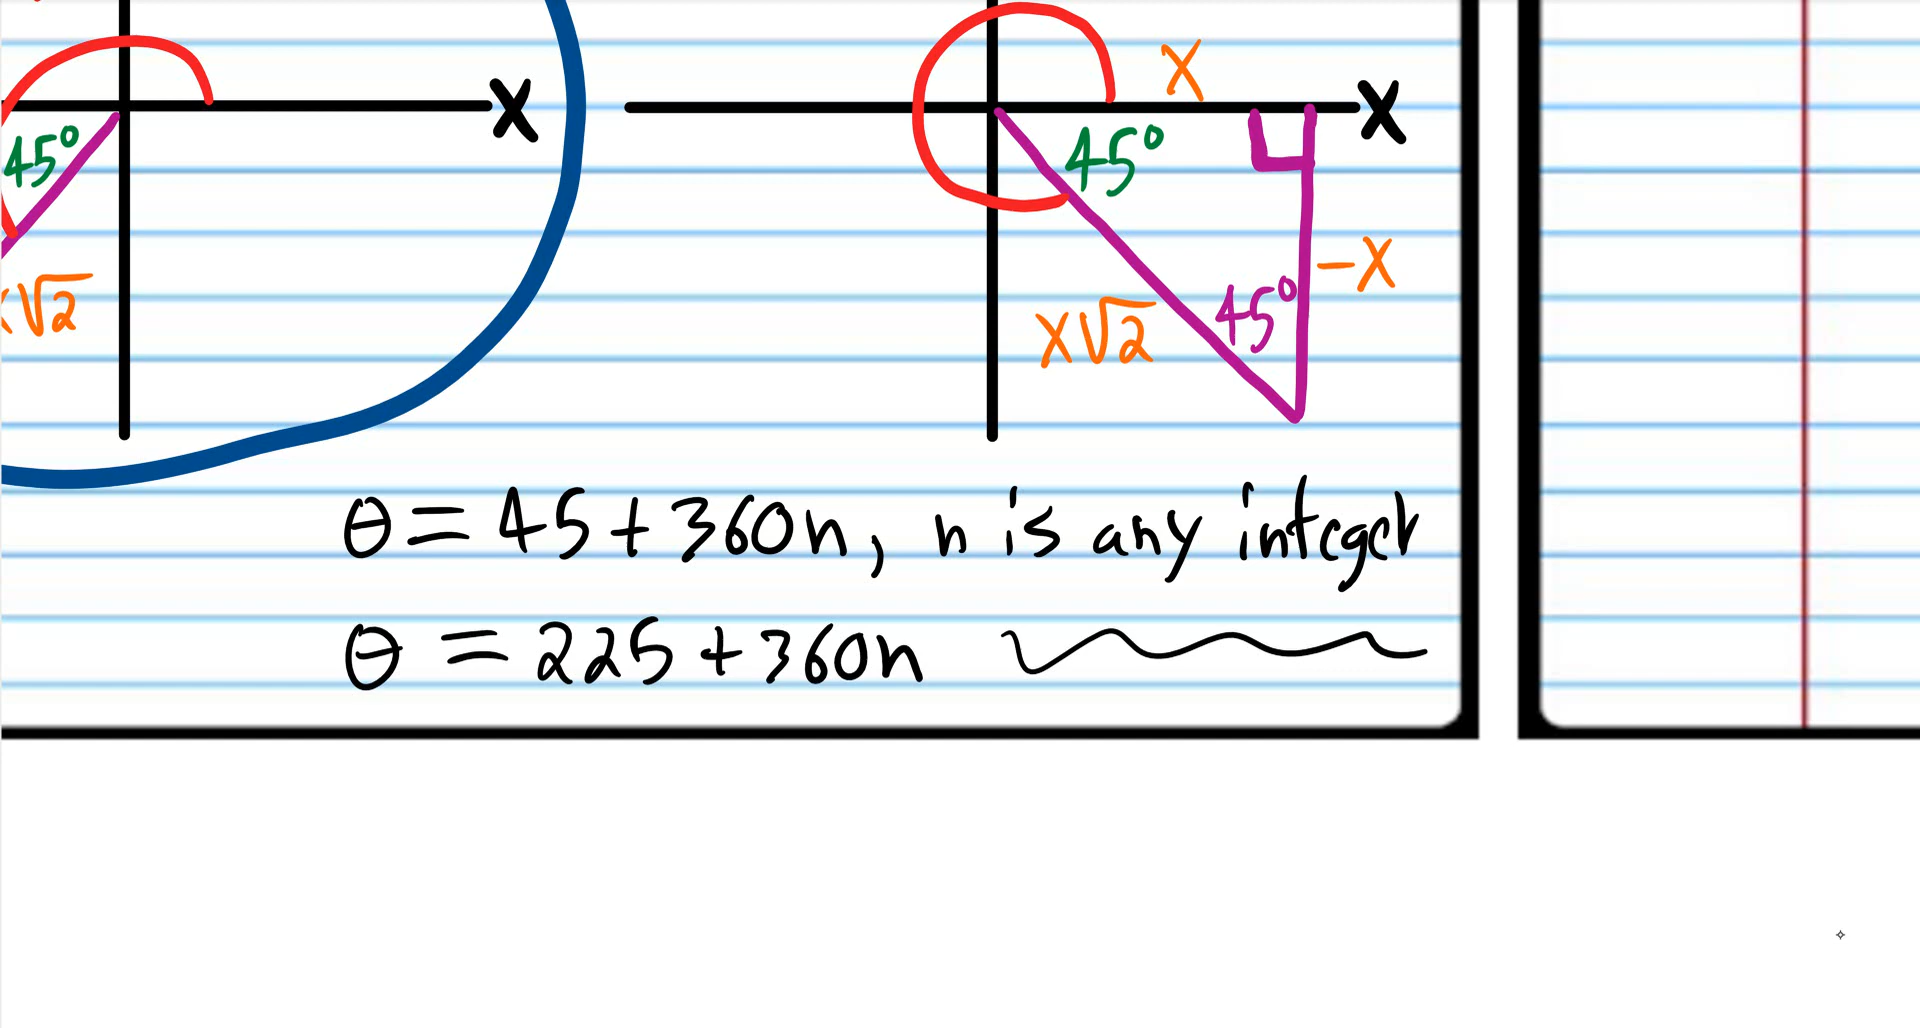 X
X
X
45°
45°
-X
45°
X√2
X√2
θ = 45 + 360n, n is any integer
θ = 225 + 360n